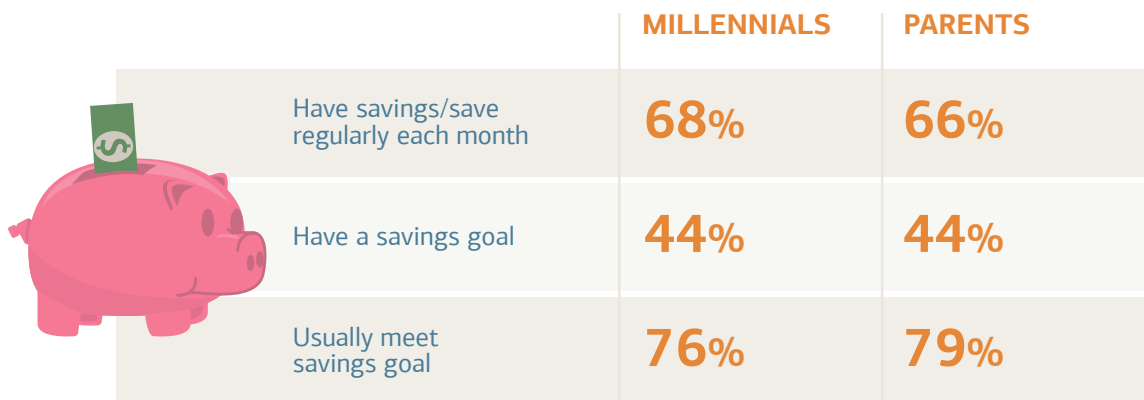 MILLENNIALS PARENTS
Have savings/save
regularly each month
68% 66%
Have a savings goal 44% 44%
Usually meet
savings goal
76% 79%
$